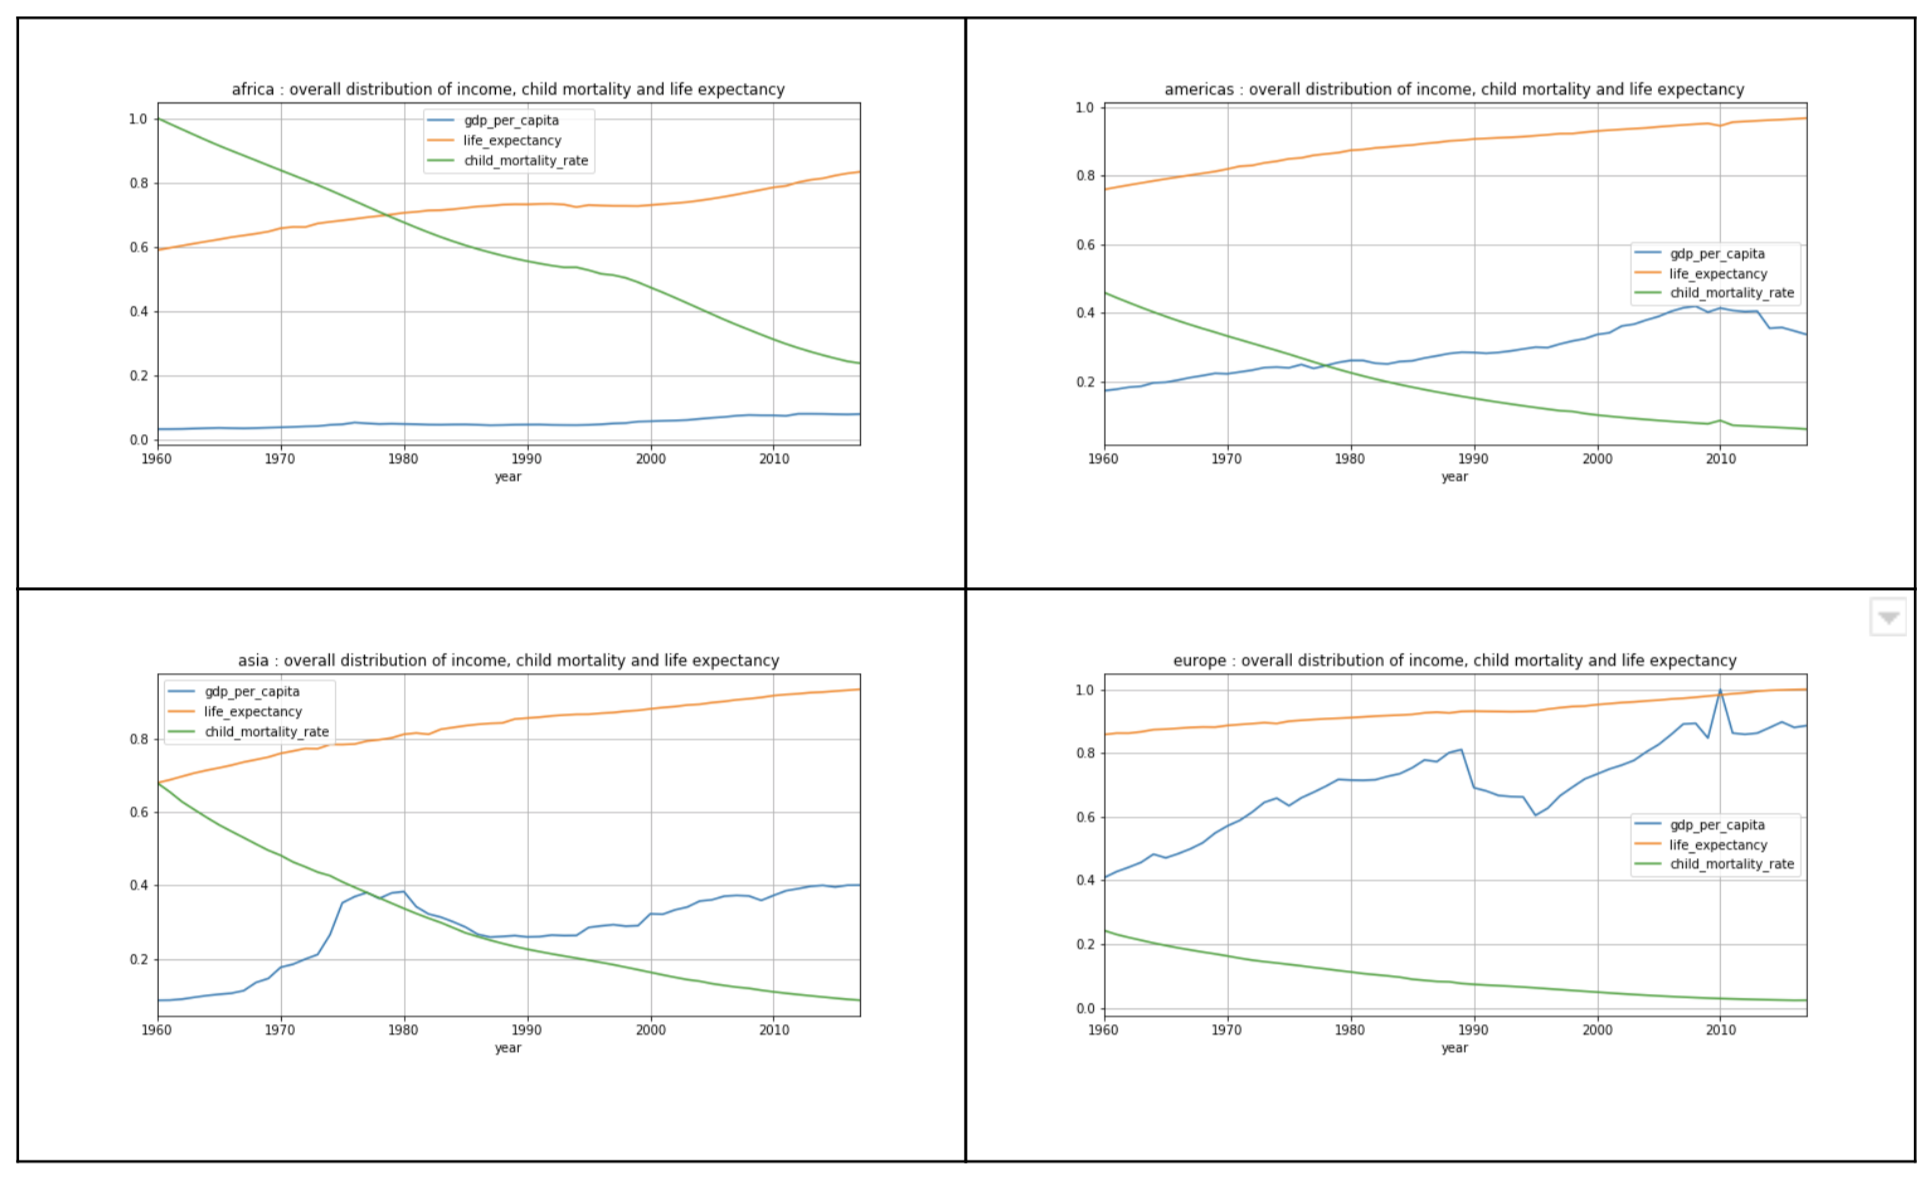 africa : overall distribution of income, child mortality and life expectancy
1.0
0.8
0.6
0.4
0.2
0.0
gdp_per_capita
life_expectancy
child_mortality_rate
1960 1970 1980 1990 2000 2010
year
americas : overall distribution of income, child mortality and life expectancy
1.0
0.8
0.6
0.4
0.2
gdp_per_capita
life_expectancy
child_mortality_rate
1960 1970 1980 1990 2000 2010
year
asia : overall distribution of income, child mortality and life expectancy
gdp_per_capita
life_expectancy
child_mortality_rate
0.8
0.6
0.4
0.2
1960 1970 1980 1990 2000 2010
year
europe : overall distribution of income, child mortality and life expectancy
1.0
0.8
0.6
0.4
0.2
0.0
gdp_per_capita
life_expectancy
child_mortality_rate
1960 1970 1980 1990 2000 2010
year